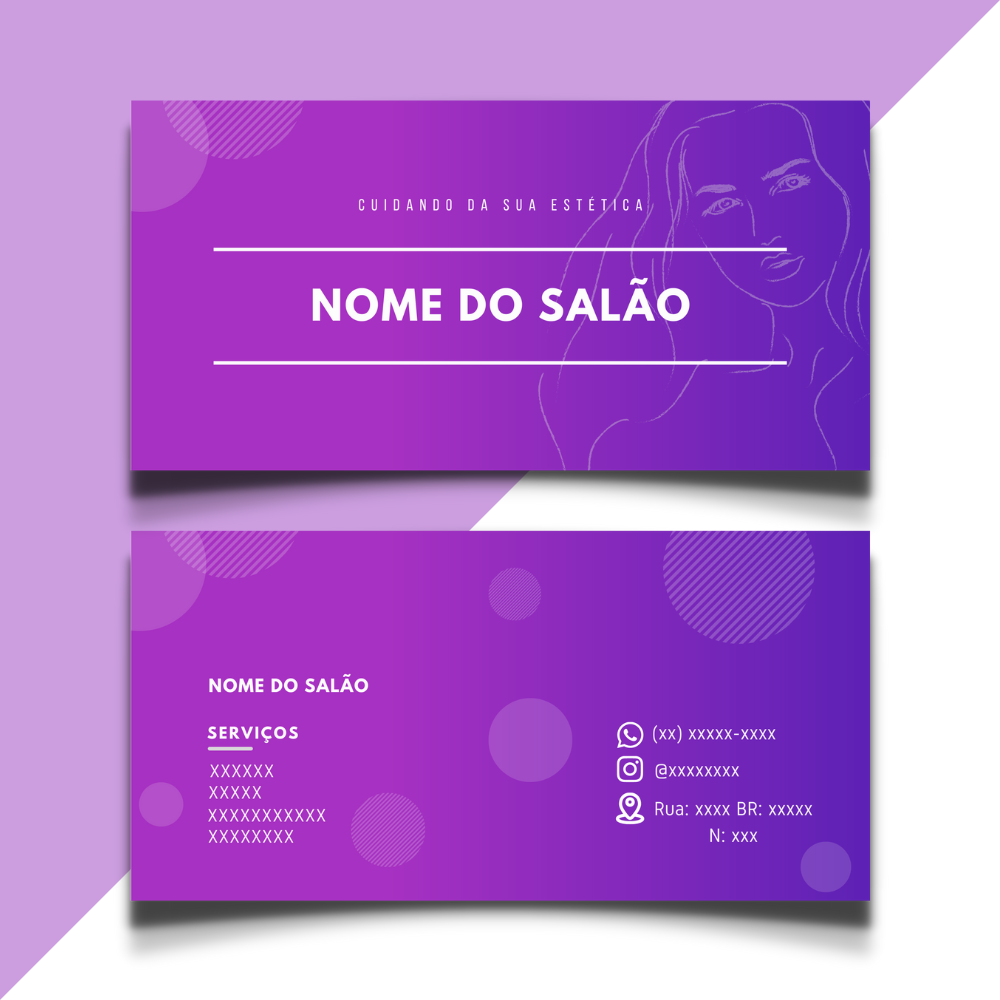 CUIDANDO DA SUA ESTÉTICA
NOME DO SALÃO
NOME DO SALÃO
SERVIÇOS
XXXXXX
XXXXX
XXXXXXXXXXX
XXXXXXXX
(xx) xxxxx-xxxx
@xxxxxxxx
Rua: xxxx BR: xxxxx
N: xxx